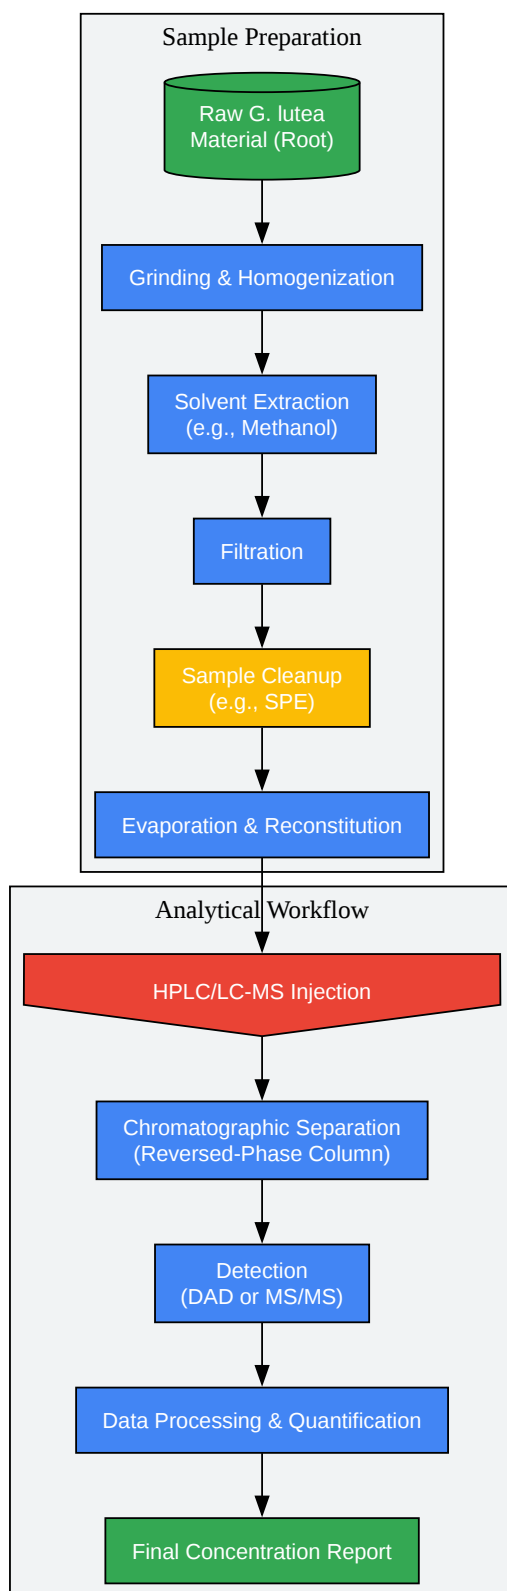 Sample Preparation
Raw G. lutea
Material (Root)
Grinding & Homogenization
Solvent Extraction
(e.g., Methanol)
Filtration
Sample Cleanup
(e.g., SPE)
Evaporation & Reconstitution
Analytical Workflow
HPLC/LC-MS Injection
Chromatographic Separation
(Reversed-Phase Column)
Detection
(DAD or MS/MS)
Data Processing & Quantification
Final Concentration Report